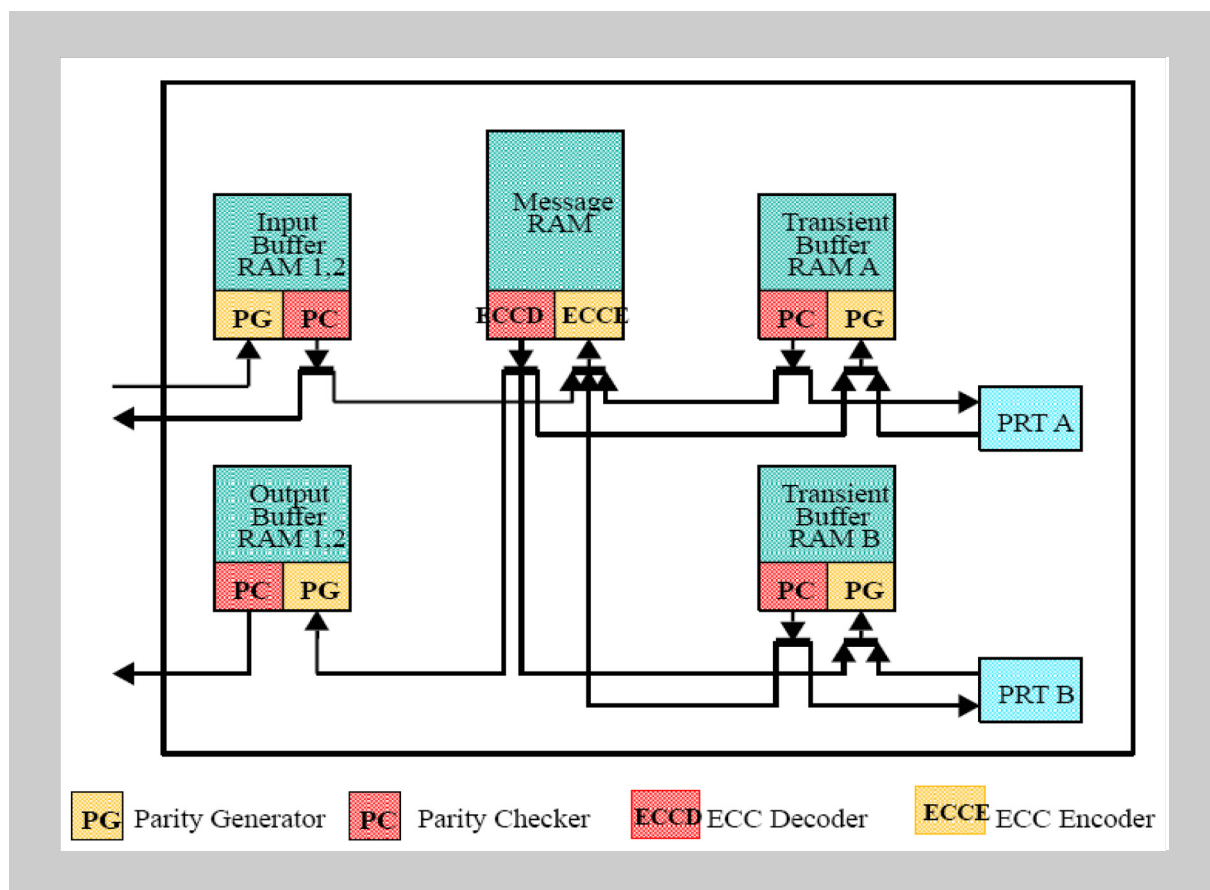 Input
Buffer
RAM 1,2
PG
PC
Message
RAM
ECCD
ECCE
Transient
Buffer
RAM A
PC
PG
PRT A
Output
Buffer
RAM 1,2
PC
PG
Transient
Buffer
RAM B
PC
PG
PRT B
PG Parity Generator
PC Parity Checker
ECCD ECC Decoder
ECCE ECC Encoder